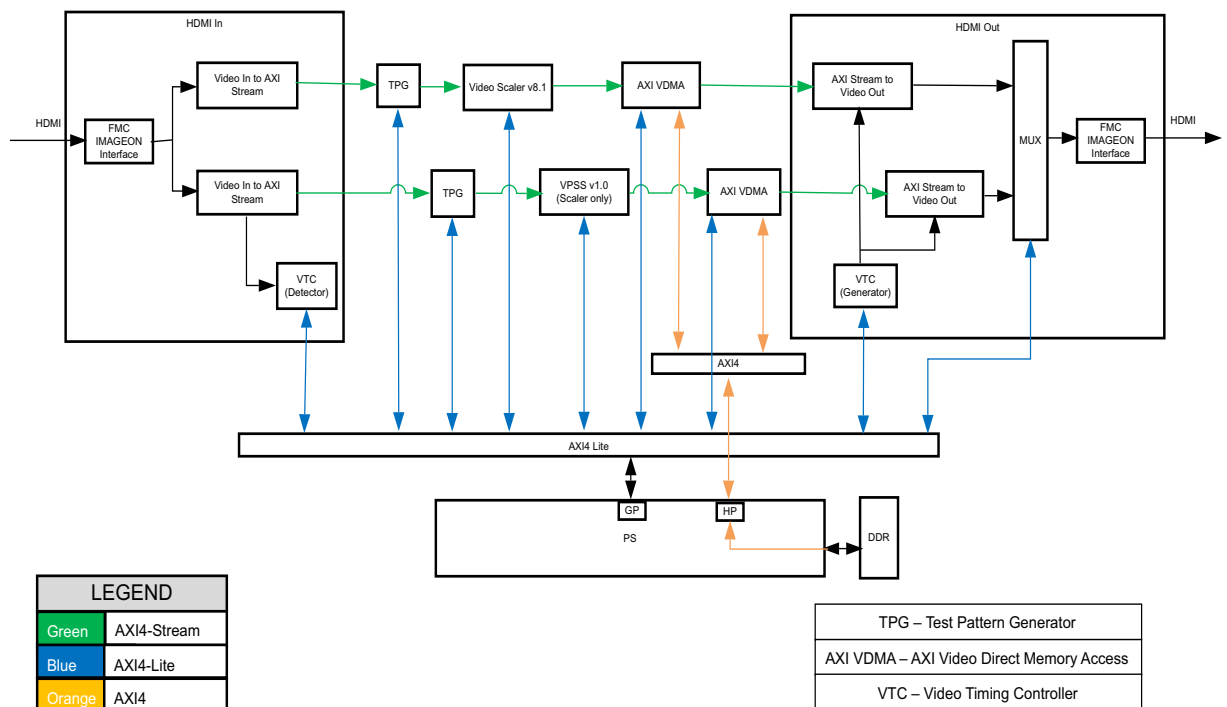 HDMI In
HDMI Out
Video In to AXI
Stream
TPG
Video Scaler v8.1
AXI VDMA
AXI Stream to
Video Out
HDMI
FMC
IMAGEON
Interface
MUX
FMC
IMAGEON
Interface
HDMI
Video In to AXI
Stream
TPG
VPSS v1.0
(Scaler only)
AXI VDMA
AXI Stream to
Video Out
VTC
(Detector)
VTC
(Generator)
AXI4
AXI4 Lite
GP
HP
PS
DDR
LEGEND
Green AXI4-Stream
Blue AXI4-Lite
Orange AXI4
TPG – Test Pattern Generator
AXI VDMA – AXI Video Direct Memory Access
VTC – Video Timing Controller